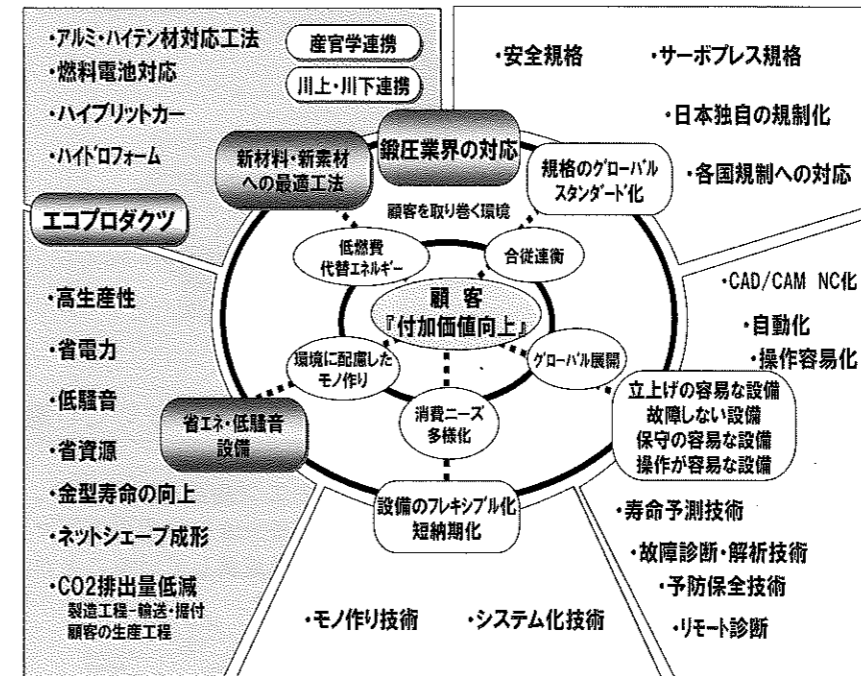 ・アルミ・ハイテン材対応工法
産官学連携
・燃料電池対応
川上・川下連携
・ハイブリットカー
・ハイドロフォーム
・安全規格
・サーボプレス規格
・日本独自の規制化
・各国規制への対応
鍛圧業界の対応
新材料・新素材
への最適工法
規格のグローバル
スタンダード化
エコプロダクツ
顧客を取り巻く環境
低燃費
代替エネルギー
合従連衡
顧 客
『付加価値向上』
環境に配慮した
モノ作り
グローバル展開
消費ニーズ
多様化
・高生産性
・省電力
・低騒音
・省資源
・金型寿命の向上
・ネットシェープ成形
・CO2排出量低減
製造工程-輸送・据付
顧客の生産工程
省エネ・低騒音
設備
設備のフレキシブル化
短納期化
・CAD/CAM NC化
・自動化
・操作容易化
立上げの容易な設備
故障しない設備
保守の容易な設備
操作が容易な設備
・寿命予測技術
・故障診断・解析技術
・予防保全技術
・リモート診断
・モノ作り技術
・システム化技術